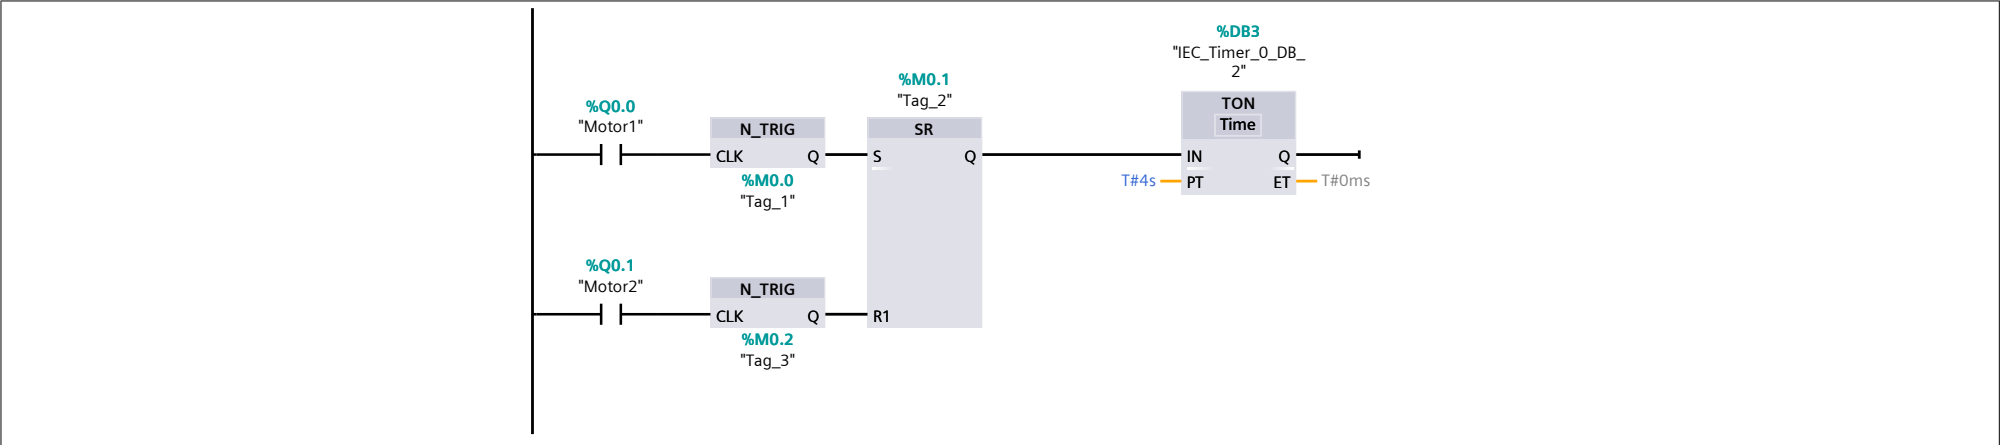 %DB3
"IEC_Timer_0_DB_
2"
%M0.1
"Tag_2"
%Q0.0
"Motor1"
TON
Time
N_TRIG
SR
CLK Q
S Q
IN Q
%M0.0
"Tag_1"
T#4s PT ET T#0ms
%Q0.1
"Motor2"
N_TRIG
CLK Q
R1
%M0.2
"Tag_3"